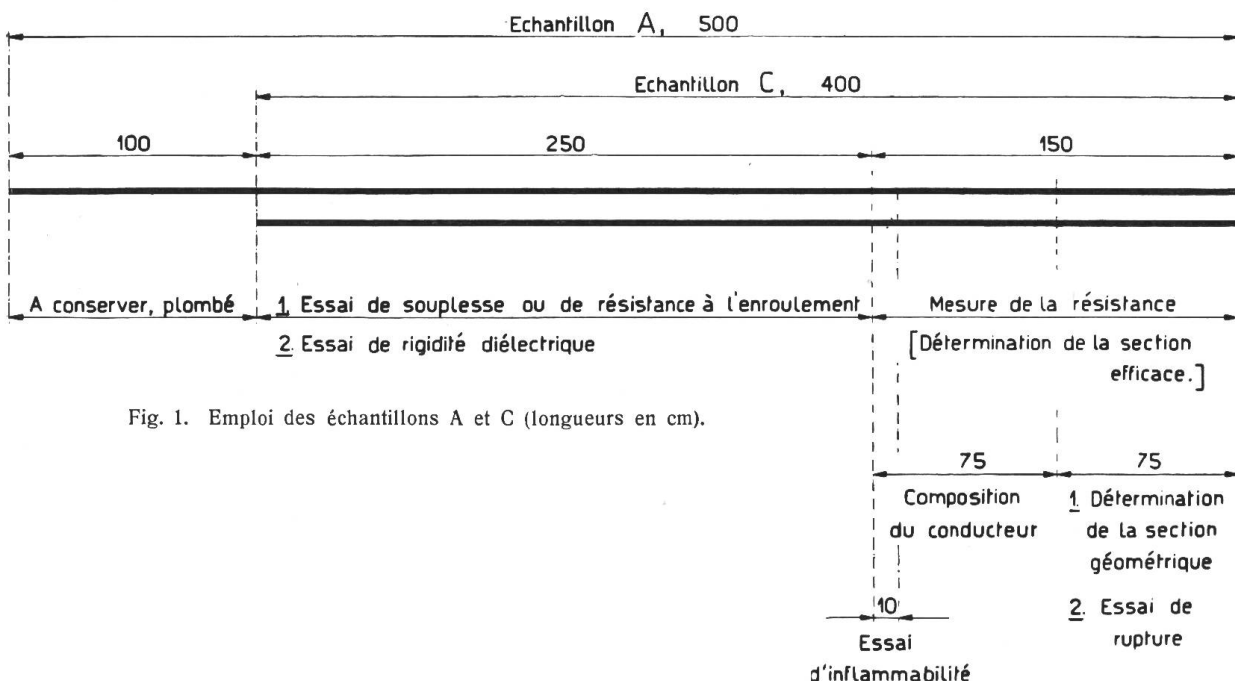 Echantillon A, 500
Echantillon C, 400
100
250
150
A conserver, plombé
1. Essai de souplesse ou de résistance à l'enroulement
2. Essai de rigidité diélectrique
Mesure de la résistance
[Détermination de la section
efficace.]
Fig. 1. Emploi des échantillons A et C (longueurs en cm).
75
Composition
du conducteur
75
1. Détermination
de la section
géométrique
2. Essai de
rupture
10
Essai
d'inflammabilité